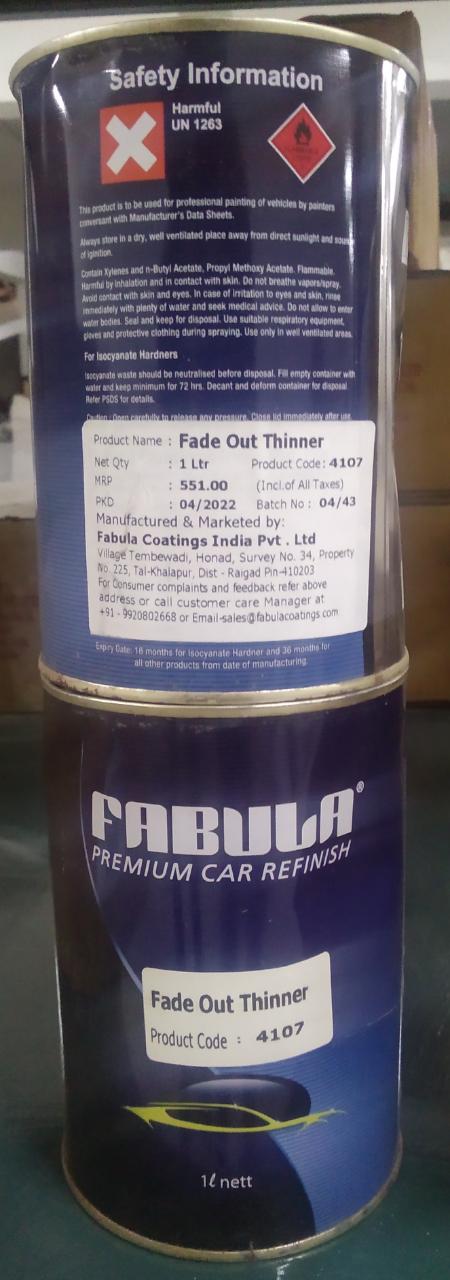 Safety Information
Harmful
UN 1263
This product is to be used for professional painting of vehicles by painters
conversant with Manufacturer's Data Sheets.
Always store in a dry, well ventilated place away from direct sunlight and source
of iginition.
Contain Xylenes and n-Butyl Acetate, Propyl Methoxy Acetate. Flammable.
Harmful by inhalation and in contact with skin. Do not breathe vapors/spray.
Avoid contact with skin and eyes. In case of irritation to eyes and skin, rinse
immediately with plenty of water and seek medical advice. Do not allow to enter
water bodies. Seal and keep for disposal. Use suitable respiratory equipment,
gloves and protective clothing during spraying. Use only in well ventilated areas.
For Isocyanate Hardners
Isocyanate waste should be neutralised before disposal. Fill empty container with
water and keep minimum for 72 hrs. Decant and deform container for disposal
Refer PSDS for details.
Caution : Open carefully to release any pressure. Close lid immediately after use.
Product Name : Fade Out Thinner
Net Qty : 1 Ltr Product Code : 4107
MRP : 551.00 (Incl.of All Taxes)
PKD : 04/2022 Batch No : 04/43
Manufactured & Marketed by:
Fabula Coatings India Pvt . Ltd
Village Tembewadi, Honad, Survey No. 34, Property
No. 225, Tal-Khalapur, Dist - Raigad Pin-410203
For Consumer complaints and feedback refer above
address or call customer care Manager at
+91 - 9920802668 or Email-sales@fabulacoatings.com
Expiry Date: 18 months for Isocyanate Hardner and 36 months for
all other products from date of manufacturing.
FABULA®
PREMIUM CAR REFINISH
Fade Out Thinner
Product Code : 4107
1ℓ nett